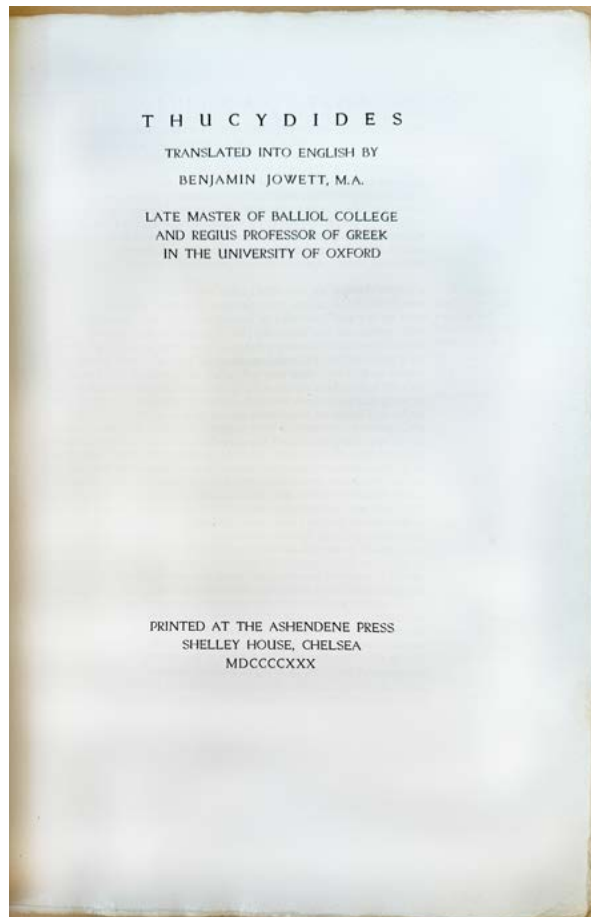 THUCYDIDES
TRANSLATED INTO ENGLISH BY
BENJAMIN JOWETT, M.A.
LATE MASTER OF BALLIOL COLLEGE
AND REGIUS PROFESSOR OF GREEK
IN THE UNIVERSITY OF OXFORD
PRINTED AT THE ASHENDENE PRESS
SHELLEY HOUSE, CHELSEA
MDCCCCXXX